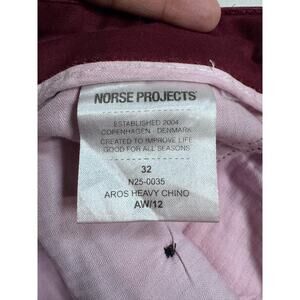 NORSE PROJECTS
ESTABLISHED 2004
COPENHAGEN - DENMARK
CREATED TO IMPROVE LIFE
GOOD FOR ALL SEASONS
32
N25-0035
AROS HEAVY CHINO
AW/12